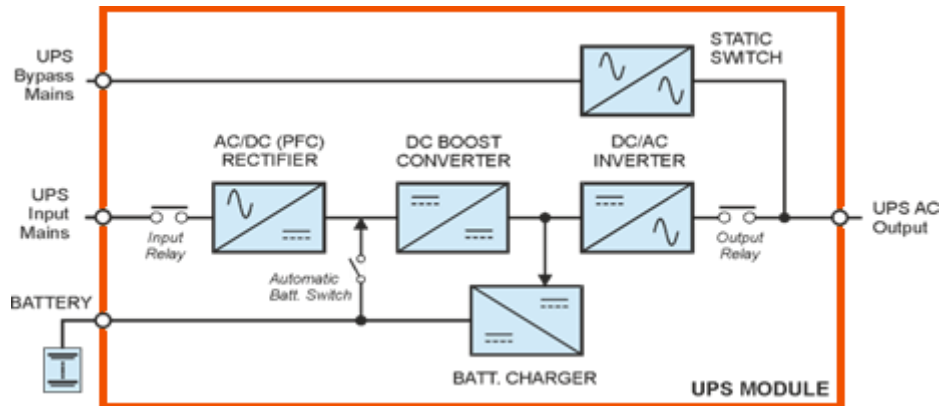 UPS
Bypass
Mains
STATIC
SWITCH
AC/DC (PFC)
RECTIFIER
DC BOOST
CONVERTER
DC/AC
INVERTER
UPS
Input
Mains
Input
Relay
Automatic
Batt. Switch
Output
Relay
UPS AC
Output
BATTERY
BATT. CHARGER
UPS MODULE